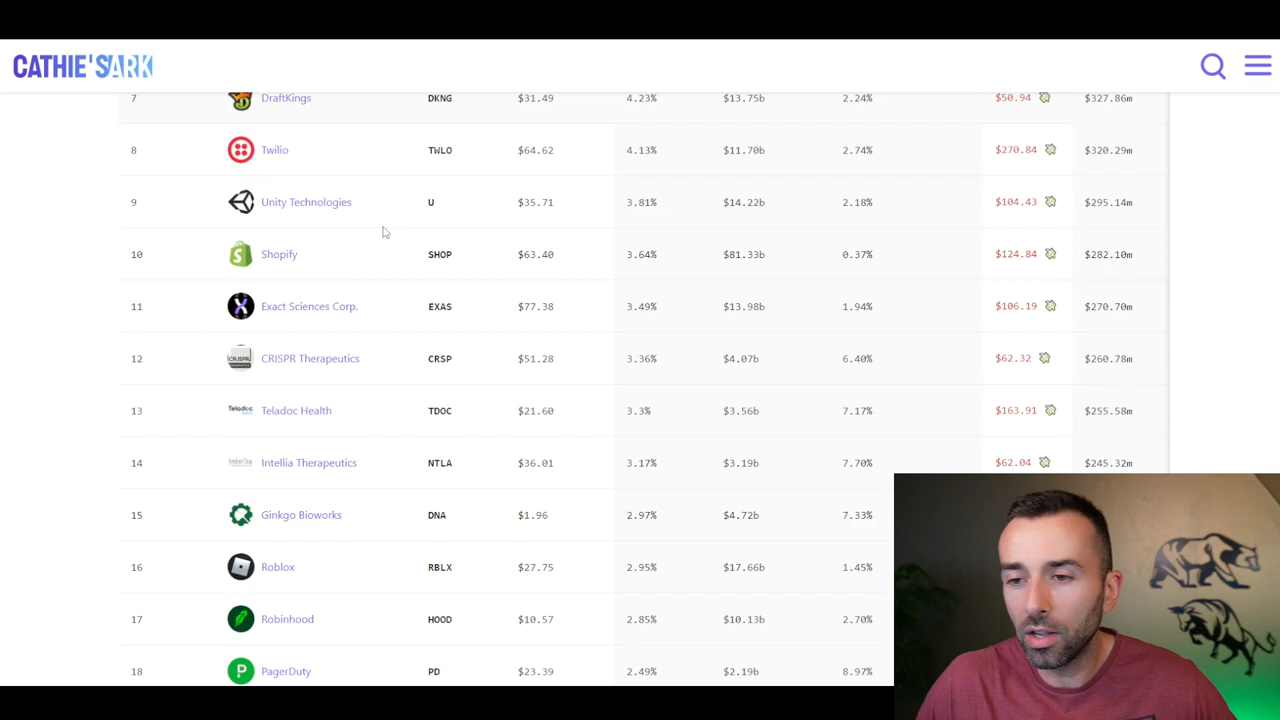 CATHIE'SARK
7 DraftKings DKNG $31.49 4.23% $13.75b 2.24% $50.94 $327.86m
8 Twilio TWLO $64.62 4.13% $11.70b 2.74% $270.84 $320.29m
9 Unity Technologies U $35.71 3.81% $14.22b 2.18% $104.43 $295.14m
10 Shopify SHOP $63.40 3.64% $81.33b 0.37% $124.84 $282.10m
11 Exact Sciences Corp. EXAS $77.38 3.49% $13.98b 1.94% $106.19 $270.70m
12 CRISPR Therapeutics CRSP $51.28 3.36% $4.07b 6.40% $62.32 $260.78m
13 Teladoc Teladoc Health TDOC $21.60 3.3% $3.56b 7.17% $163.91 $255.58m
14 Intellia Intellia Therapeutics NTLA $36.01 3.17% $3.19b 7.70% $62.04 $245.32m
15 Ginkgo Bioworks DNA $1.96 2.97% $4.72b 7.33%
16 Roblox RBLX $27.75 2.95% $17.66b 1.45%
17 Robinhood HOOD $10.57 2.85% $10.13b 2.70%
18 P PagerDuty PD $23.39 2.49% $2.19b 8.97%